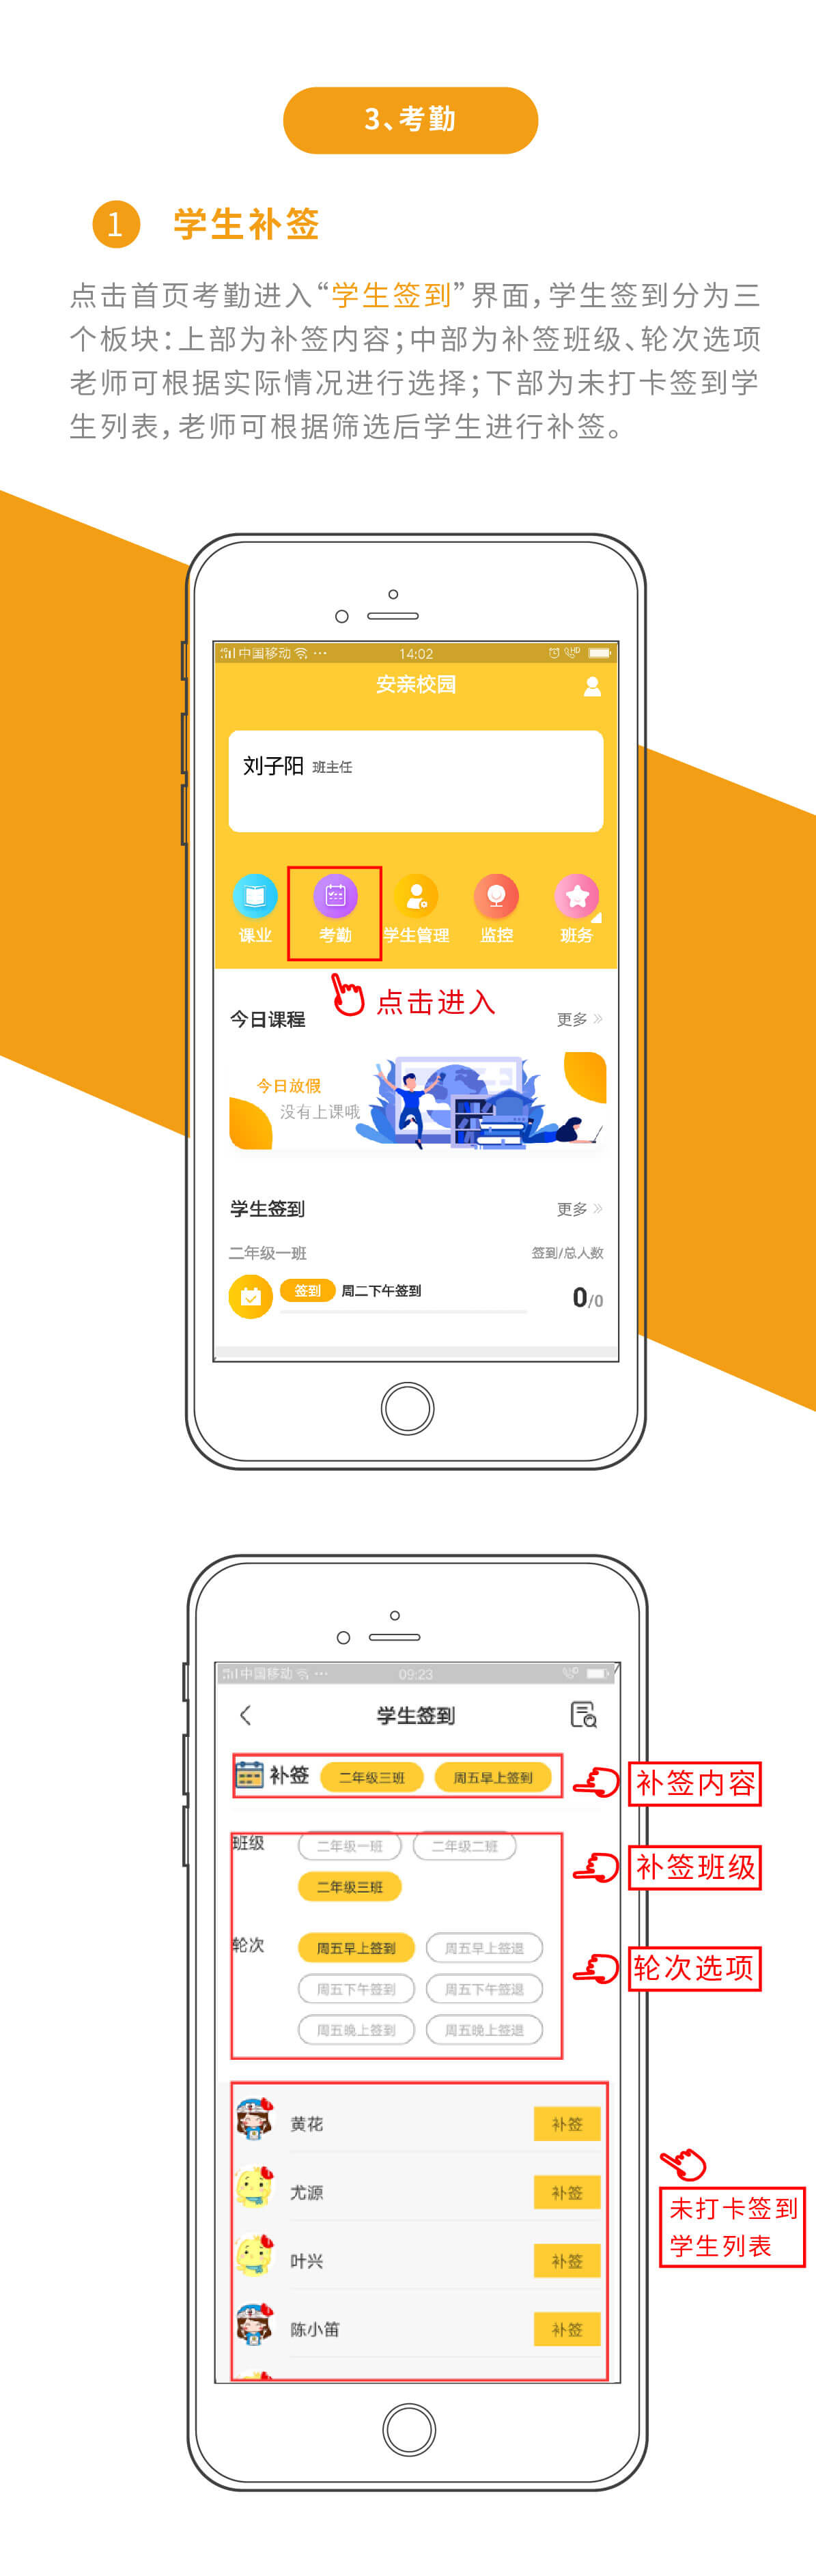 3、考勤
1 学生补签
点击首页考勤进入“学生签到”界面,学生签到分为三
个板块:上部为补签内容;中部为补签班级、轮次选项
老师可根据实际情况进行选择;下部为未打卡签到学
生列表,老师可根据筛选后学生进行补签。
中国移动 ··· 14:02
安亲校园
刘子阳 班主任
课业 考勤 学生管理 监控 班务
点击进入
今日课程 更多 »
今日放假
没有上课哦
学生签到 更多 »
二年级一班 签到/总人数
签到 周二下午签到 0/0
中国移动 ··· 09:23
学生签到
补签 二年级三班 周五早上签到
补签内容
班级 二年级一班 二年级二班
二年级三班
补签班级
轮次 周五早上签到 周五早上签退
周五下午签到 周五下午签退
周五晚上签到 周五晚上签退
轮次选项
黄花 补签
尤源 补签
叶兴 补签
陈小笛 补签
未打卡签到
学生列表